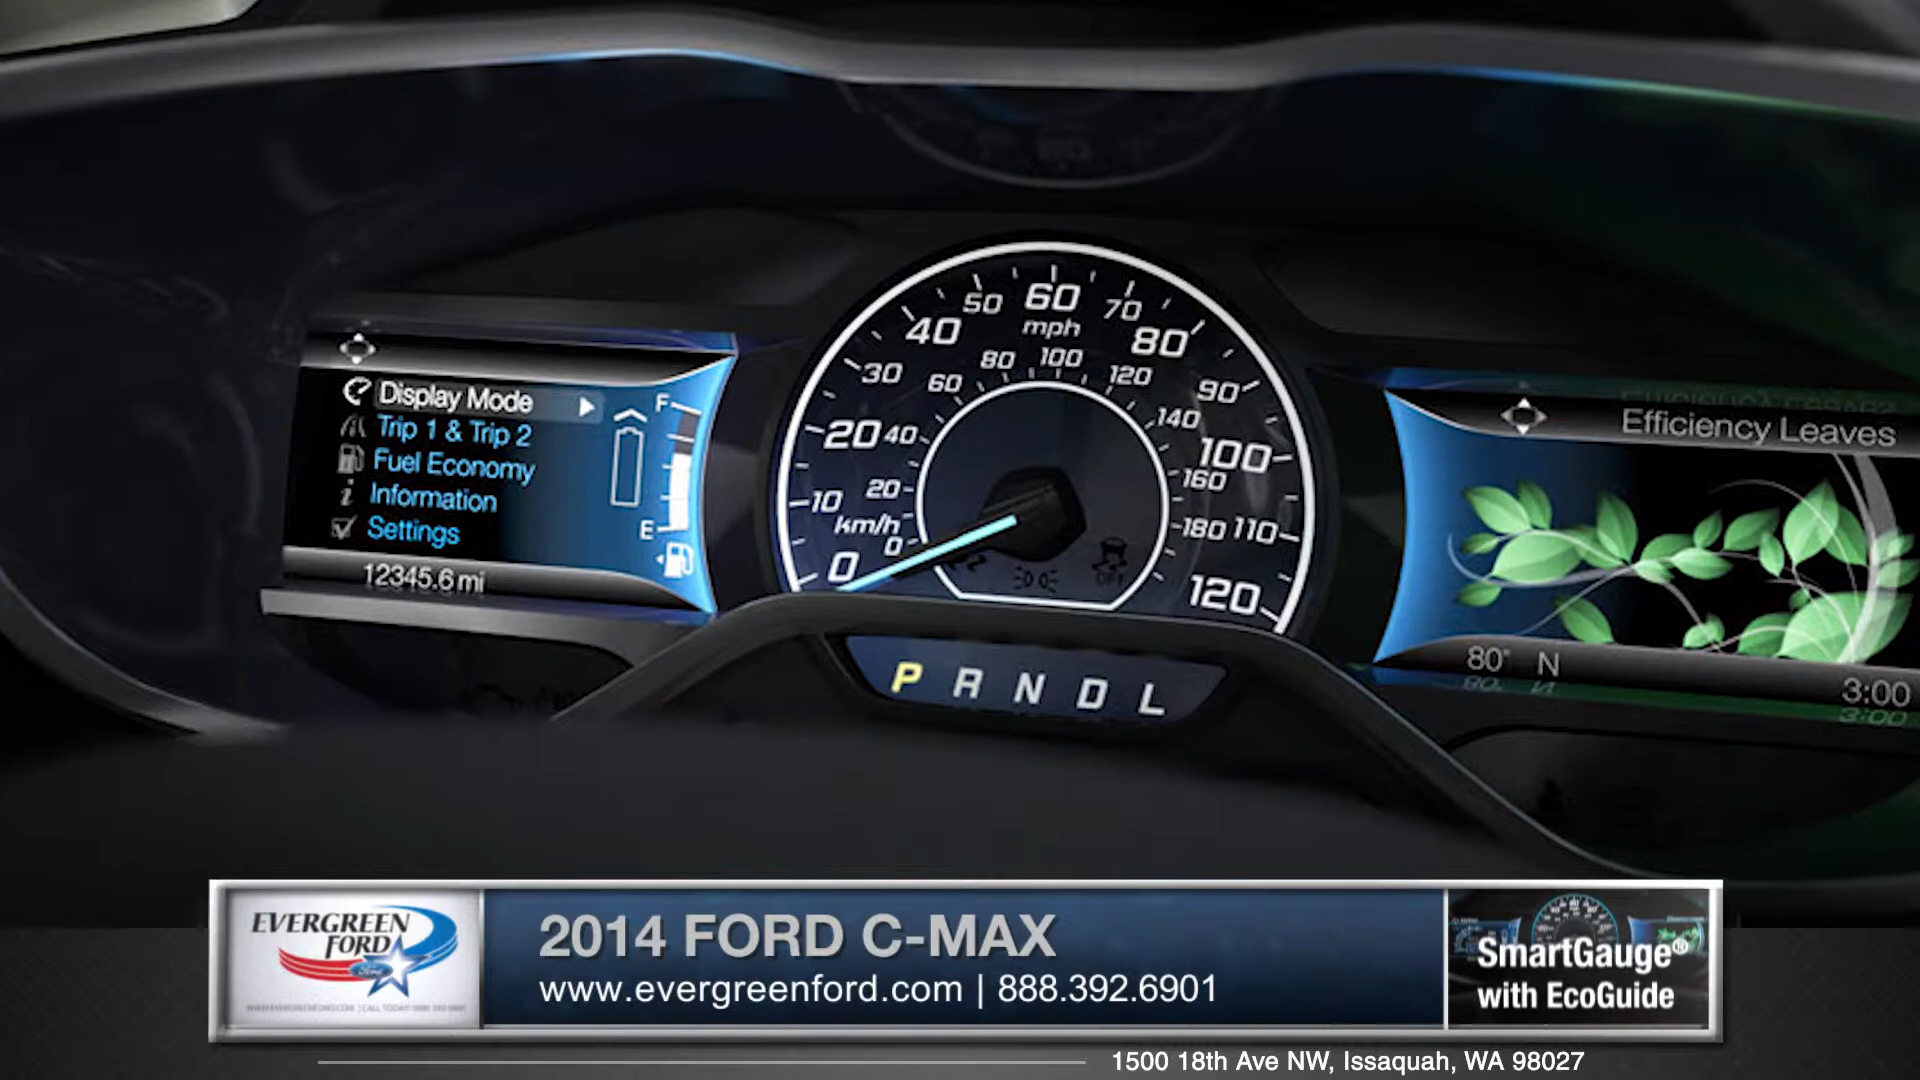 Display Mode
Trip 1 & Trip 2
Fuel Economy
Information
Settings
12345.6 mi
F
E
0
10
20
30
40
50
60
70
80
90
100
110
120
mph
km/h
0
20
40
60
80
100
120
140
160
180
OFF
P R N D L
Efficiency Leaves
80° N
3:00
EVERGREEN
FORD
Ford
2014 FORD C-MAX
www.evergreenford.com | 888.392.6901
SmartGauge®
with EcoGuide
1500 18th Ave NW, Issaquah, WA 98027